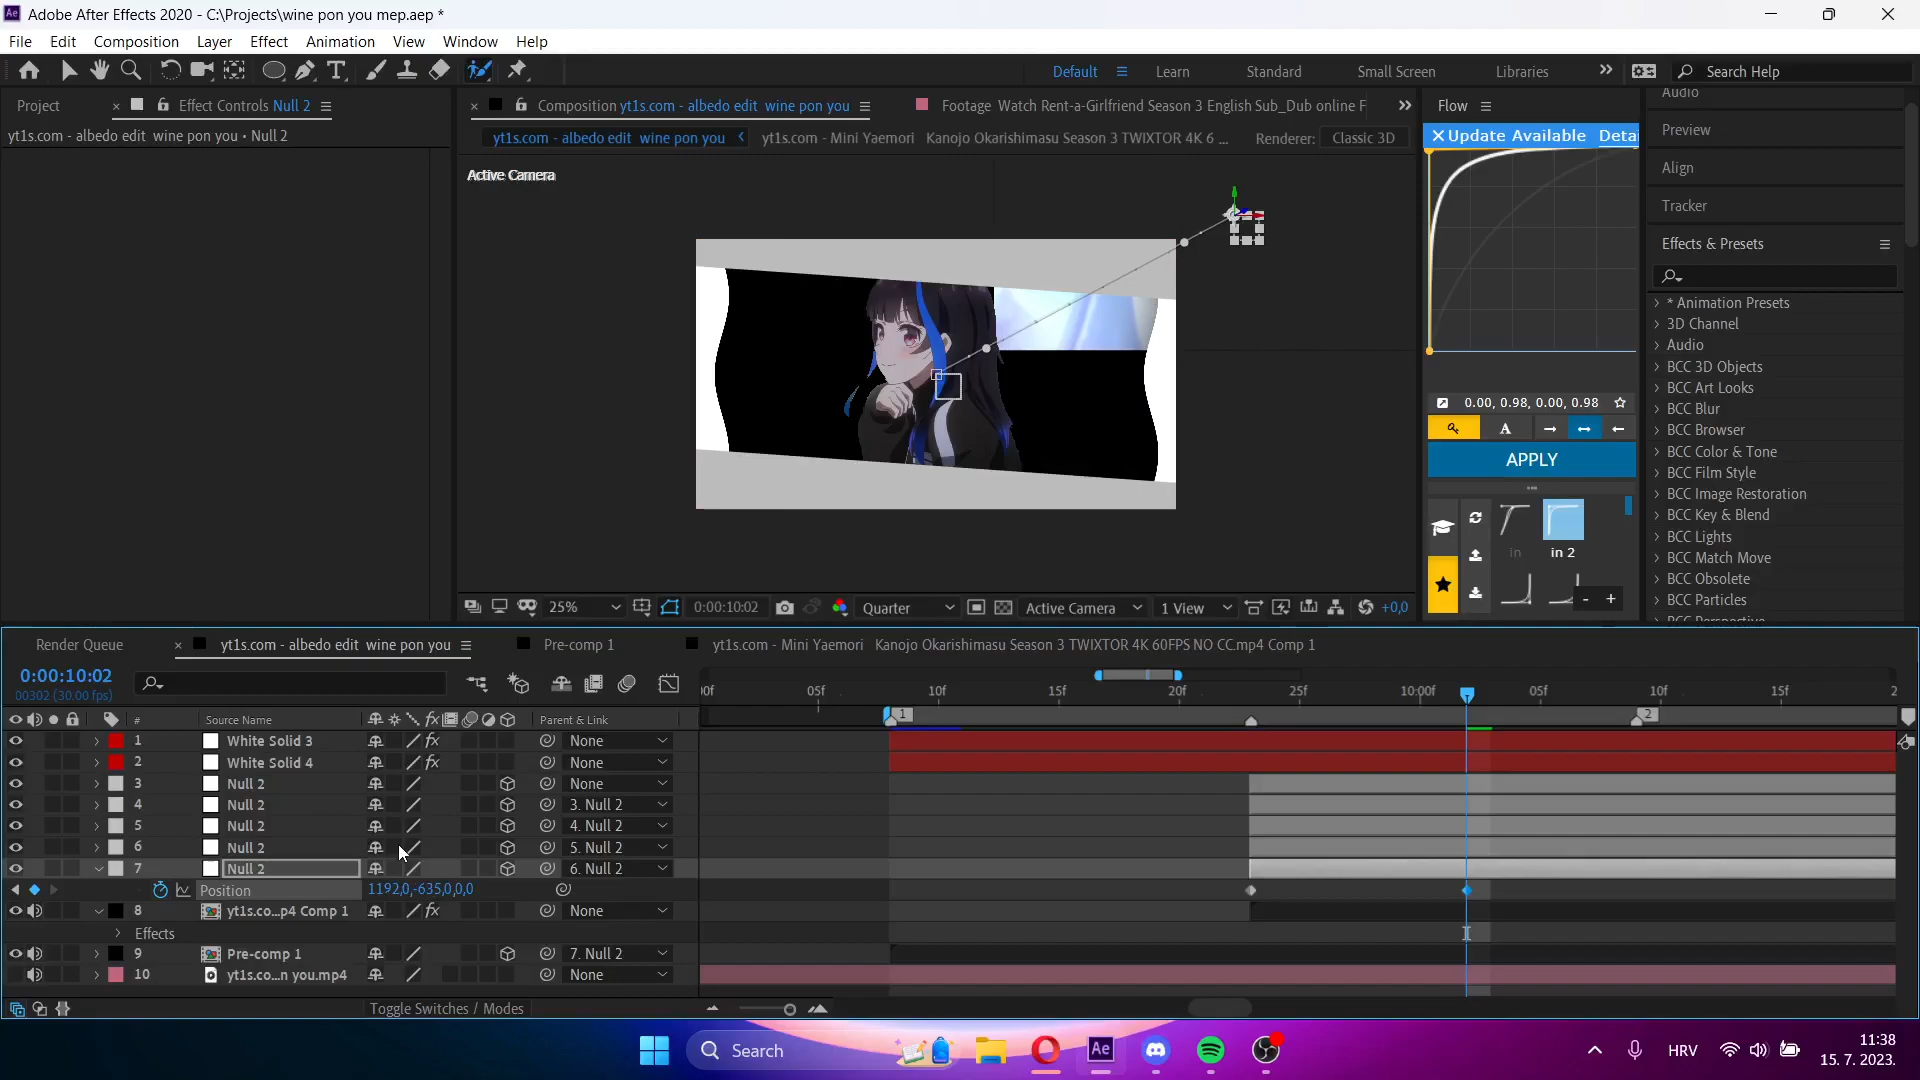 Ae Adobe After Effects 2020 - C:\Projects\wine pon you mep.aep *
File Edit Composition Layer Effect Animation View Window Help
Default Learn Standard Small Screen Libraries Search Help
Project Effect Controls Null 2
yt1s.com - albedo edit wine pon you • Null 2
Composition yt1s.com - albedo edit wine pon you
Footage Watch Rent-a-Girlfriend Season 3 English Sub_Dub online F
yt1s.com - albedo edit wine pon you
yt1s.com - Mini Yaemori Kanojo Okarishimasu Season 3 TWIXTOR 4K 6 ...
Renderer: Classic 3D
Active Camera
25%
0:00:10:02
Quarter
Active Camera
1 View
+0,0
Flow
Update Available Detai
0.00, 0.98, 0.00, 0.98
A
APPLY
In
in 2
- +
Audio
Preview
Align
Tracker
Effects & Presets
* Animation Presets
3D Channel
Audio
BCC 3D Objects
BCC Art Looks
BCC Blur
BCC Browser
BCC Color & Tone
BCC Film Style
BCC Image Restoration
BCC Key & Blend
BCC Lights
BCC Match Move
BCC Obsolete
BCC Particles
BCC Perspective
Render Queue
yt1s.com - albedo edit wine pon you
Pre-comp 1
yt1s.com - Mini Yaemori Kanojo Okarishimasu Season 3 TWIXTOR 4K 60FPS NO CC.mp4 Comp 1
0:00:10:02
00302 (30.00 fps)
00f 05f 10f 15f 20f 25f 10:00f 05f 10f 15f 2
1 2
# Source Name fx Parent & Link
1 White Solid 3 fx None
2 White Solid 4 fx None
3 Null 2 None
4 Null 2 3. Null 2
5 Null 2 4. Null 2
6 Null 2 5. Null 2
7 Null 2 6. Null 2
Position 1192,0,-635,0,0,0
8 yt1s.co...p4 Comp 1 fx None
Effects
9 Pre-comp 1 7. Null 2
10 yt1s.co...n you.mp4 None
Toggle Switches / Modes
Search
Ae
HRV
11:38
15. 7. 2023.